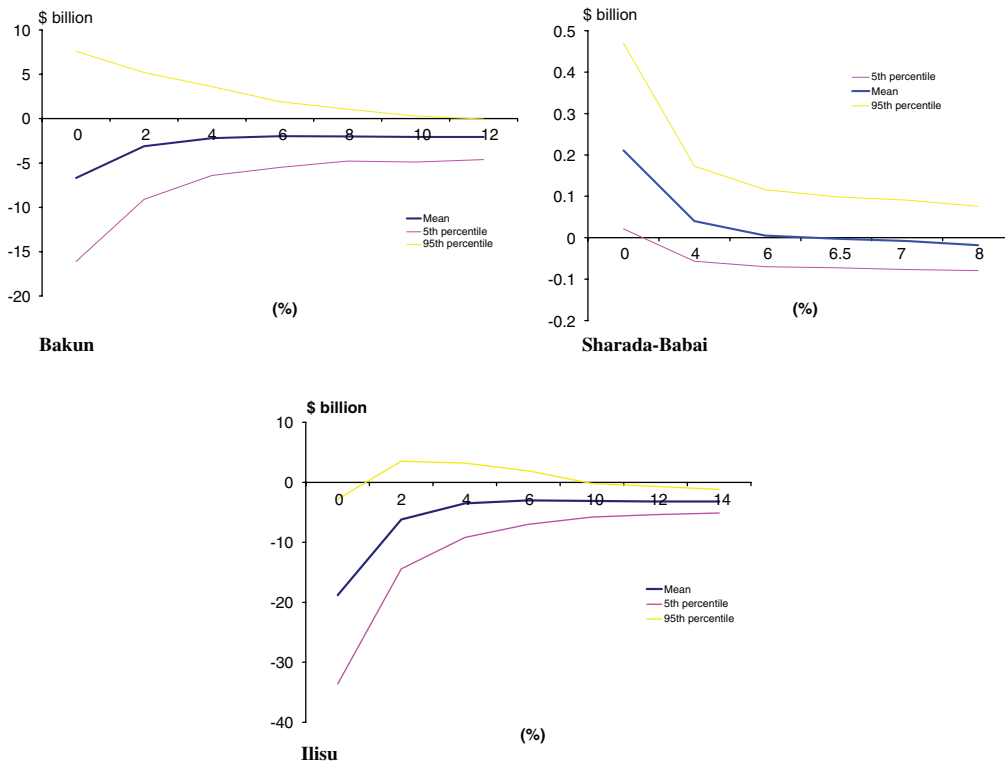 $ billion
10
5
0
-5
-10
-15
-20
0 2 4 6 8 10 12
Mean
5th percentile
95th percentile
(%)
Bakun
$ billion
0.5
0.4
0.3
0.2
0.1
0
-0.1
-0.2
0 4 6 6.5 7 8
5th percentile
Mean
95th percentile
(%)
Sharada-Babai
$ billion
10
0
-10
-20
-30
-40
0 2 4 6 10 12 14
Mean
5th percentile
95th percentile
(%)
Ilisu